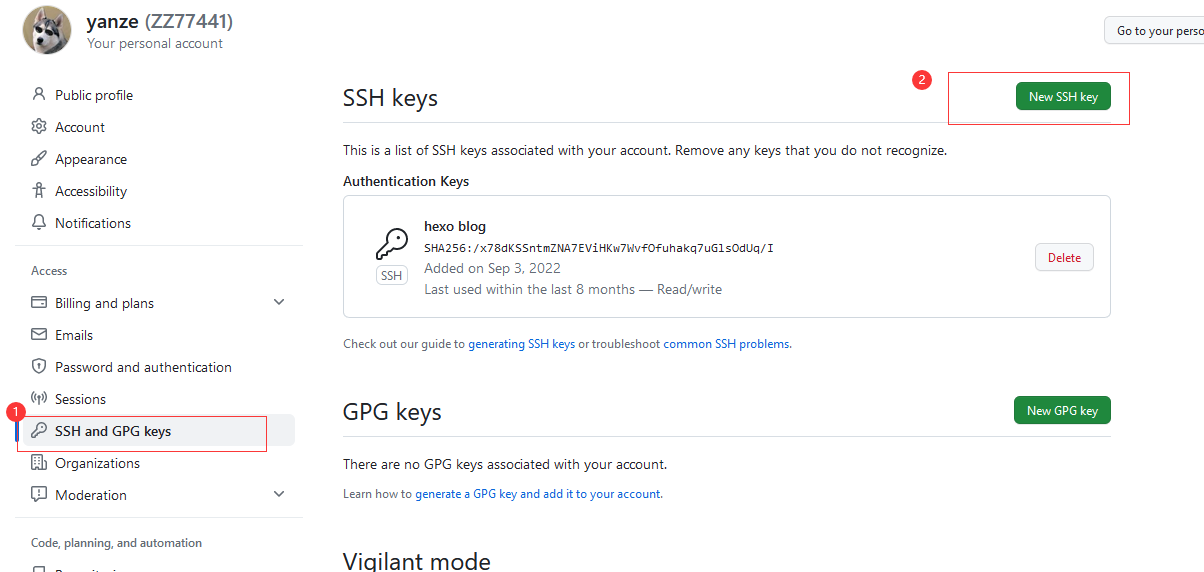 yanze (ZZ77441)
Your personal account
Go to your perso
Public profile
Account
Appearance
Accessibility
Notifications
Access
Billing and plans
Emails
Password and authentication
Sessions
1
SSH and GPG keys
Organizations
Moderation
Code, planning, and automation
SSH keys
2
New SSH key
This is a list of SSH keys associated with your account. Remove any keys that you do not recognize.
Authentication Keys
hexo blog
SHA256:/x78dKSSntmZNA7EViHKw7WvfOfuhakq7uGlsOdUq/I
SSH
Added on Sep 3, 2022
Last used within the last 8 months — Read/write
Delete
Check out our guide to generating SSH keys or troubleshoot common SSH problems.
GPG keys
New GPG key
There are no GPG keys associated with your account.
Learn how to generate a GPG key and add it to your account.
Vigilant mode